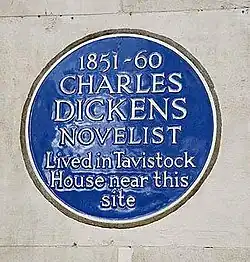 1851-60
CHARLES
DICKENS
NOVELIST
Lived in Tavistock
House near this
site